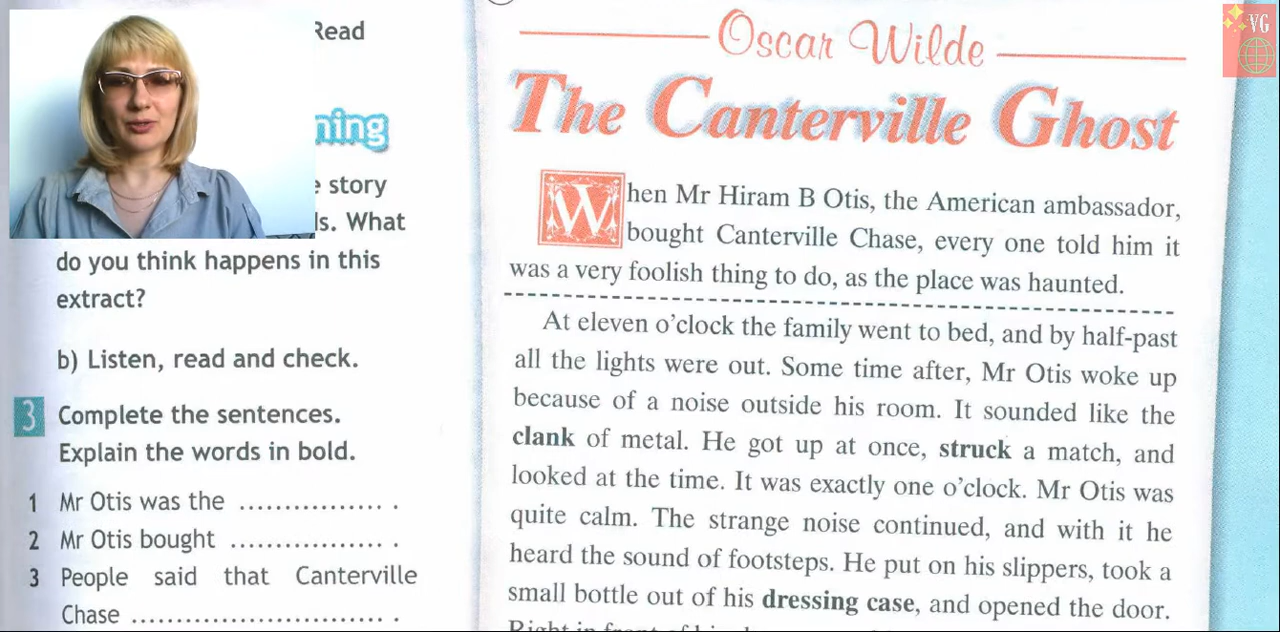 Read
ning
e story
ls. What
do you think happens in this
extract?
b) Listen, read and check.
3 Complete the sentences.
Explain the words in bold.
1 Mr Otis was the ................ .
2 Mr Otis bought ................. .
3 People said that Canterville
Chase ............................ .
Oscar Wilde
The Canterville Ghost
When Mr Hiram B Otis, the American ambassador,
bought Canterville Chase, every one told him it
was a very foolish thing to do, as the place was haunted.
At eleven o'clock the family went to bed, and by half-past
all the lights were out. Some time after, Mr Otis woke up
because of a noise outside his room. It sounded like the
clank of metal. He got up at once, struck a match, and
looked at the time. It was exactly one o'clock. Mr Otis was
quite calm. The strange noise continued, and with it he
heard the sound of footsteps. He put on his slippers, took a
small bottle out of his dressing case, and opened the door.
Right in front of
VG